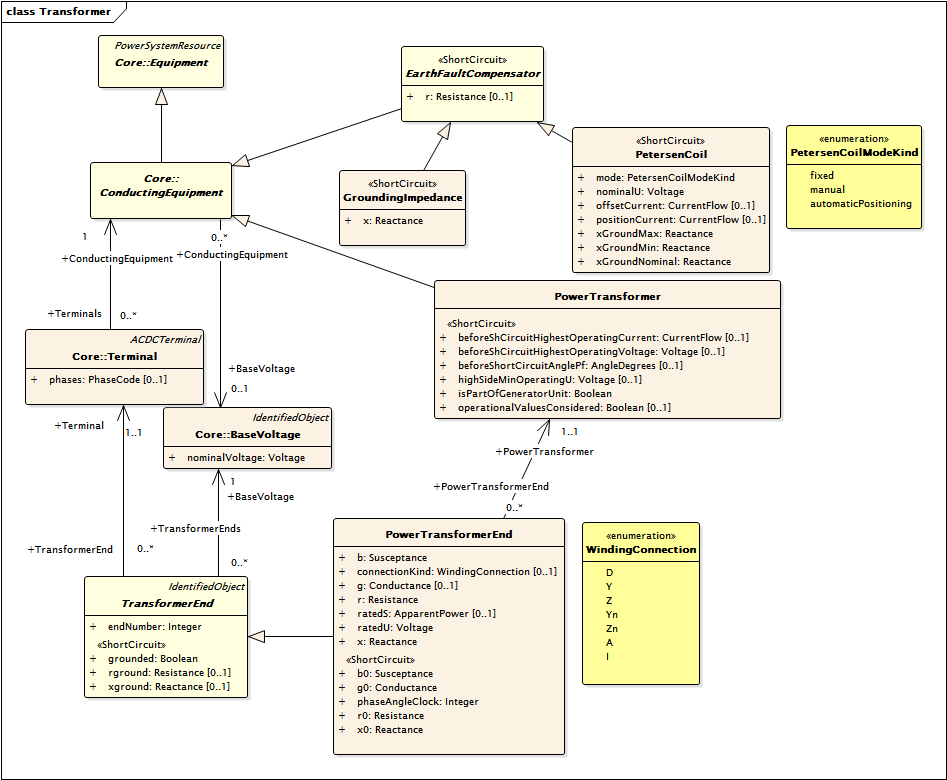 class Transformer
PowerSystemResource
Core::Equipment
«ShortCircuit»
EarthFaultCompensator
+ r: Resistance [0..1]
«ShortCircuit»
PetersenCoil
+ mode: PetersenCoilModeKind
+ nominalU: Voltage
+ offsetCurrent: CurrentFlow [0..1]
+ positionCurrent: CurrentFlow [0..1]
+ xGroundMax: Reactance
+ xGroundMin: Reactance
+ xGroundNominal: Reactance
«enumeration»
PetersenCoilModeKind
fixed
manual
automaticPositioning
Core::
ConductingEquipment
«ShortCircuit»
GroundingImpedance
+ x: Reactance
1
+ConductingEquipment
0..*
+ConductingEquipment
+Terminals
0..*
PowerTransformer
«ShortCircuit»
+ beforeShCircuitHighestOperatingCurrent: CurrentFlow [0..1]
+ beforeShCircuitHighestOperatingVoltage: Voltage [0..1]
+ beforeShortCircuitAnglePf: AngleDegrees [0..1]
+ highSideMinOperatingU: Voltage [0..1]
+ isPartOfGeneratorUnit: Boolean
+ operationalValuesConsidered: Boolean [0..1]
ACDCTerminal
Core::Terminal
+ phases: PhaseCode [0..1]
+BaseVoltage
0..1
+Terminal
1..1
IdentifiedObject
Core::BaseVoltage
+ nominalVoltage: Voltage
1
+BaseVoltage
1..1
+PowerTransformer
+PowerTransformerEnd
0..*
+TransformerEnds
0..*
+TransformerEnd
0..*
PowerTransformerEnd
+ b: Susceptance
+ connectionKind: WindingConnection [0..1]
+ g: Conductance [0..1]
+ r: Resistance
+ ratedS: ApparentPower [0..1]
+ ratedU: Voltage
+ x: Reactance
«ShortCircuit»
+ b0: Susceptance
+ g0: Conductance
+ phaseAngleClock: Integer
+ r0: Resistance
+ x0: Reactance
«enumeration»
WindingConnection
D
Y
Z
Yn
Zn
A
I
IdentifiedObject
TransformerEnd
+ endNumber: Integer
«ShortCircuit»
+ grounded: Boolean
+ rground: Resistance [0..1]
+ xground: Reactance [0..1]